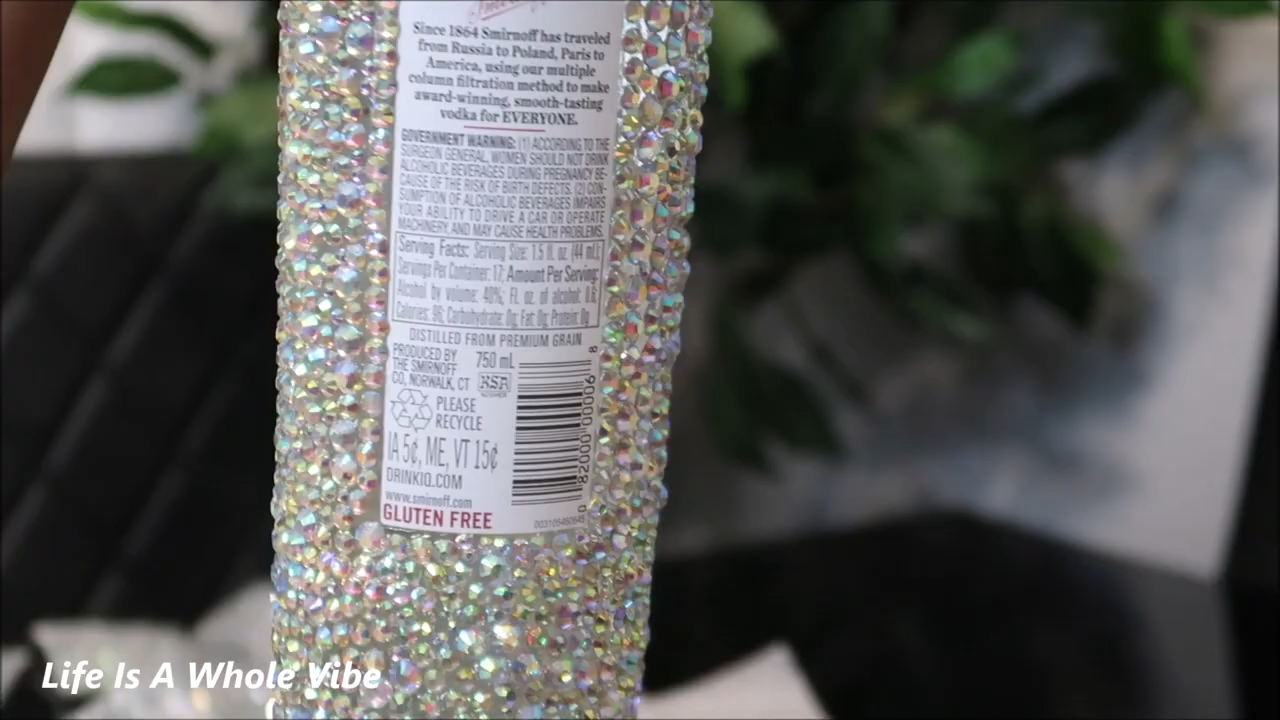 Since 1864 Smirnoff has traveled
from Russia to Poland, Paris to
America, using our multiple
column filtration method to make
award-winning, smooth-tasting
vodka for EVERYONE.
GOVERNMENT WARNING: (1) ACCORDING TO THE
SURGEON GENERAL, WOMEN SHOULD NOT DRINK
ALCOHOLIC BEVERAGES DURING PREGNANCY BE-
CAUSE OF THE RISK OF BIRTH DEFECTS. (2) CON-
SUMPTION OF ALCOHOLIC BEVERAGES IMPAIRS
YOUR ABILITY TO DRIVE A CAR OR OPERATE
MACHINERY, AND MAY CAUSE HEALTH PROBLEMS.
Serving Facts: Serving Size: 1.5 fl. oz. (44 ml);
Servings Per Container: 17; Amount Per Serving:
Alcohol by volume: 40%; Fl. oz. of alcohol: 0.6;
Calories: 96; Carbohydrate: 0g; Fat: 0g; Protein: 0g
DISTILLED FROM PREMIUM GRAIN
PRODUCED BY
THE SMIRNOFF
CO, NORWALK, CT
750 mL
KSA
KOSHER
PLEASE
RECYCLE
IA 5¢, ME, VT 15¢
DRINKIQ.COM
www.smirnoff.com
GLUTEN FREE
0 82000 00006 8
Life Is A Whole Vibe